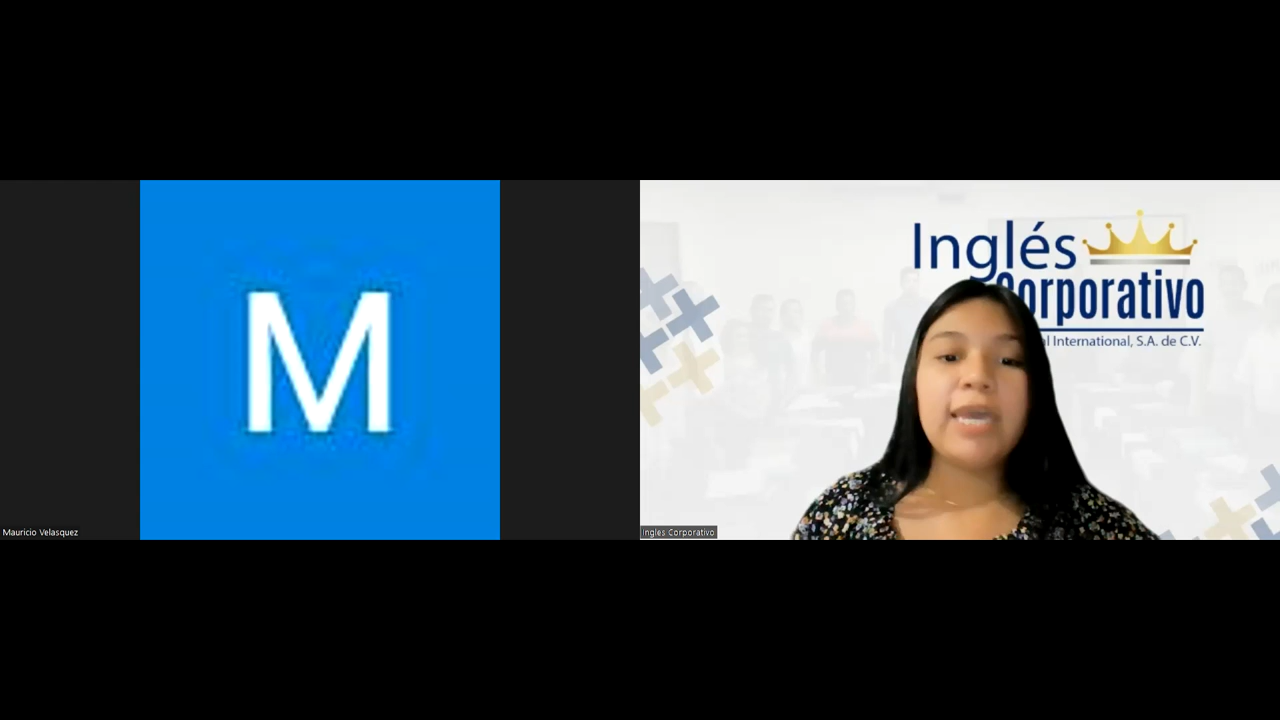 M
Mauricio Velasquez
Inglés
Corporativo
International, S.A. de C.V.
Ingles Corporativo